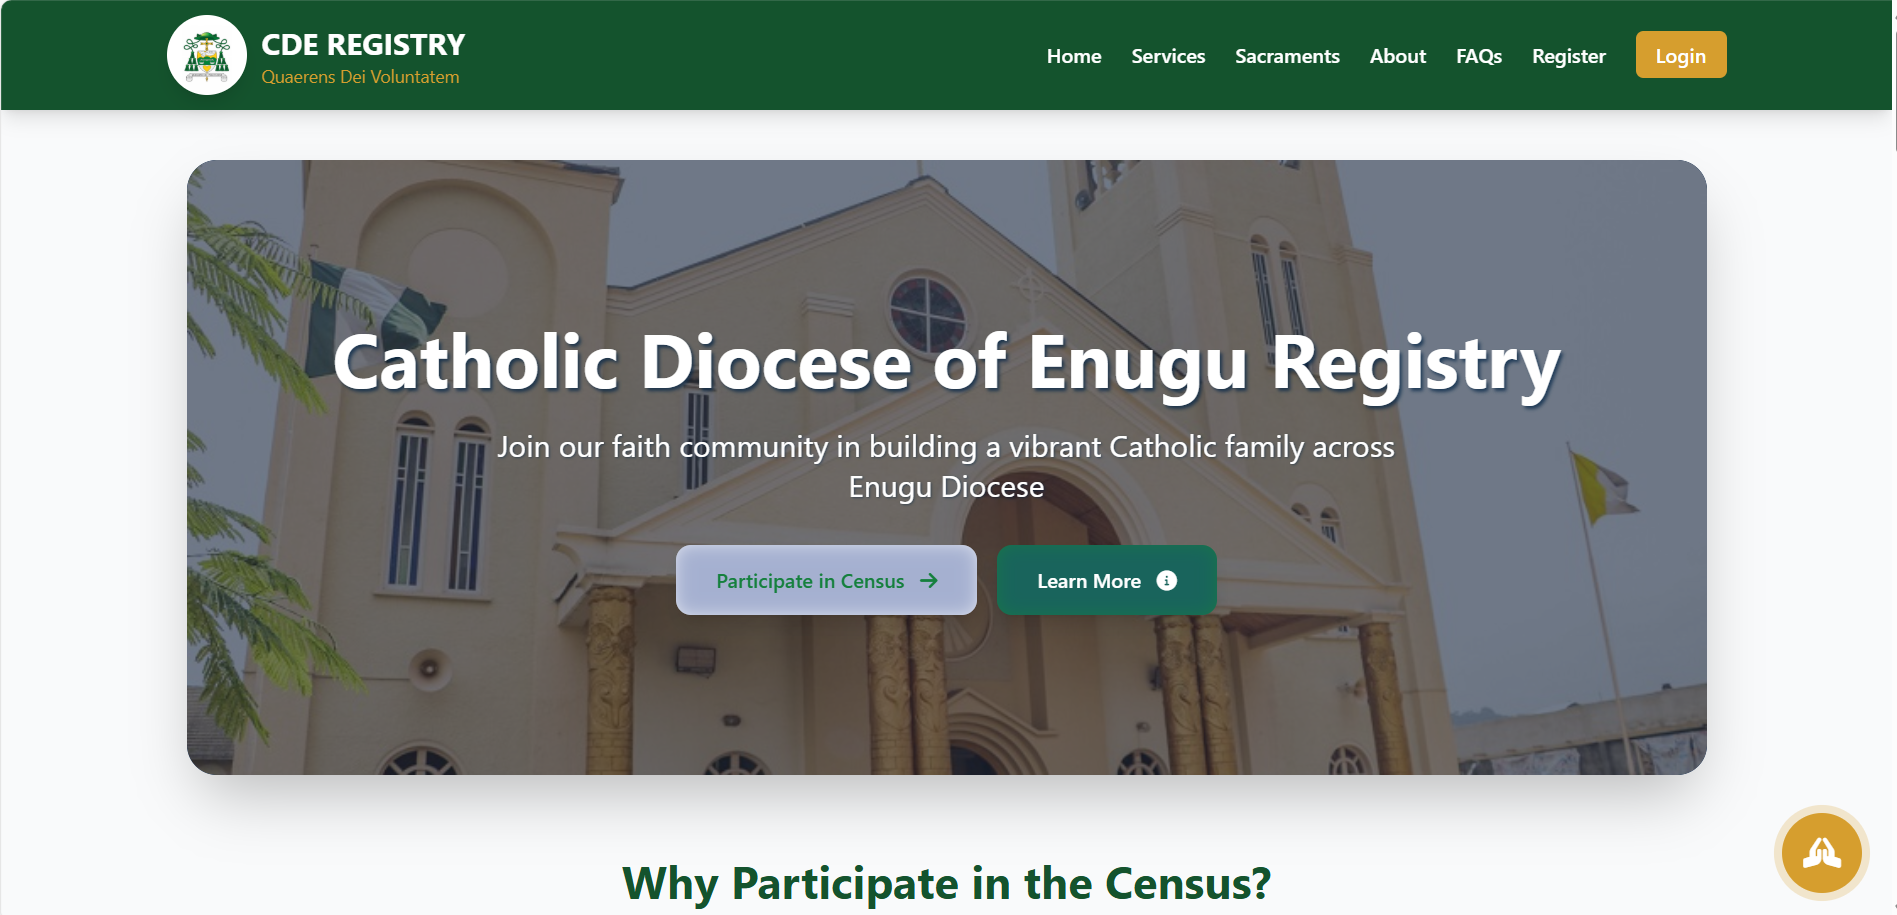 CDE REGISTRY
Quaerens Dei Voluntatem
Home Services Sacraments About FAQs Register Login
Catholic Diocese of Enugu Registry
Join our faith community in building a vibrant Catholic family across
Enugu Diocese
Participate in Census
Learn More
Why Participate in the Census?